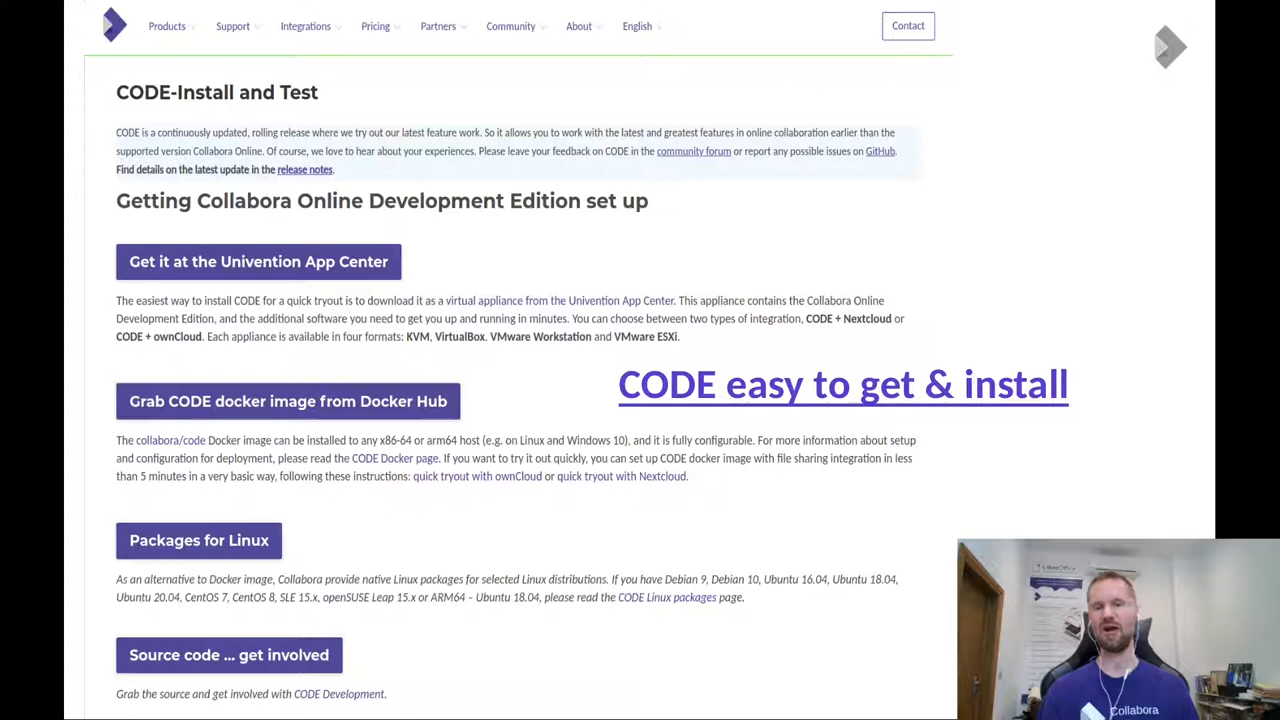 Products Support Integrations Pricing Partners Community About English Contact
CODE-Install and Test
CODE is a continuously updated, rolling release where we try out our latest feature work. So it allows you to work with the latest and greatest features in online collaboration earlier than the
supported version Collabora Online. Of course, we love to hear about your experiences. Please leave your feedback on CODE in the community forum or report any possible issues on GitHub.
Find details on the latest update in the release notes.
Getting Collabora Online Development Edition set up
Get it at the Univention App Center
The easiest way to install CODE for a quick tryout is to download it as a virtual appliance from the Univention App Center. This appliance contains the Collabora Online
Development Edition, and the additional software you need to get you up and running in minutes. You can choose between two types of integration, CODE + Nextcloud or
CODE + ownCloud. Each appliance is available in four formats: KVM, VirtualBox. VMware Workstation and VMware ESXi.
CODE easy to get & install
Grab CODE docker image from Docker Hub
The collabora/code Docker image can be installed to any x86-64 or arm64 host (e.g. on Linux and Windows 10), and it is fully configurable. For more information about setup
and configuration for deployment, please read the CODE Docker page. If you want to try it out quickly, you can set up CODE docker image with file sharing integration in less
than 5 minutes in a very basic way, following these instructions: quick tryout with ownCloud or quick tryout with Nextcloud.
Packages for Linux
As an alternative to Docker image, Collabora provide native Linux packages for selected Linux distributions. If you have Debian 9, Debian 10, Ubuntu 16.04, Ubuntu 18.04,
Ubuntu 20.04, CentOS 7, CentOS 8, SLE 15.x, openSUSE Leap 15.x or ARM64 – Ubuntu 18.04, please read the CODE Linux packages page.
Source code ... get involved
Grab the source and get involved with CODE Development.
LibreOffice
Collabora